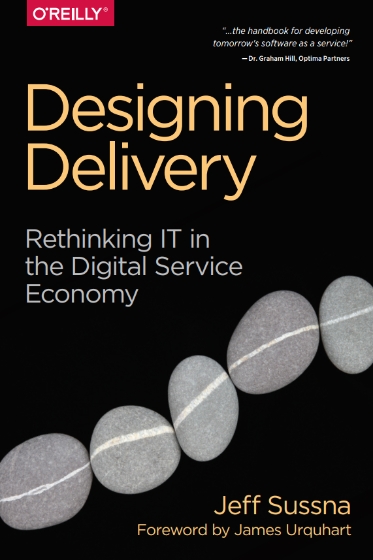 O'REILLY®
"...the handbook for developing
tomorrow's software as a service!"
— Dr. Graham Hill, Optima Partners
Designing
Delivery
Rethinking IT in
the Digital Service
Economy
Jeff Sussna
Foreword by James Urquhart